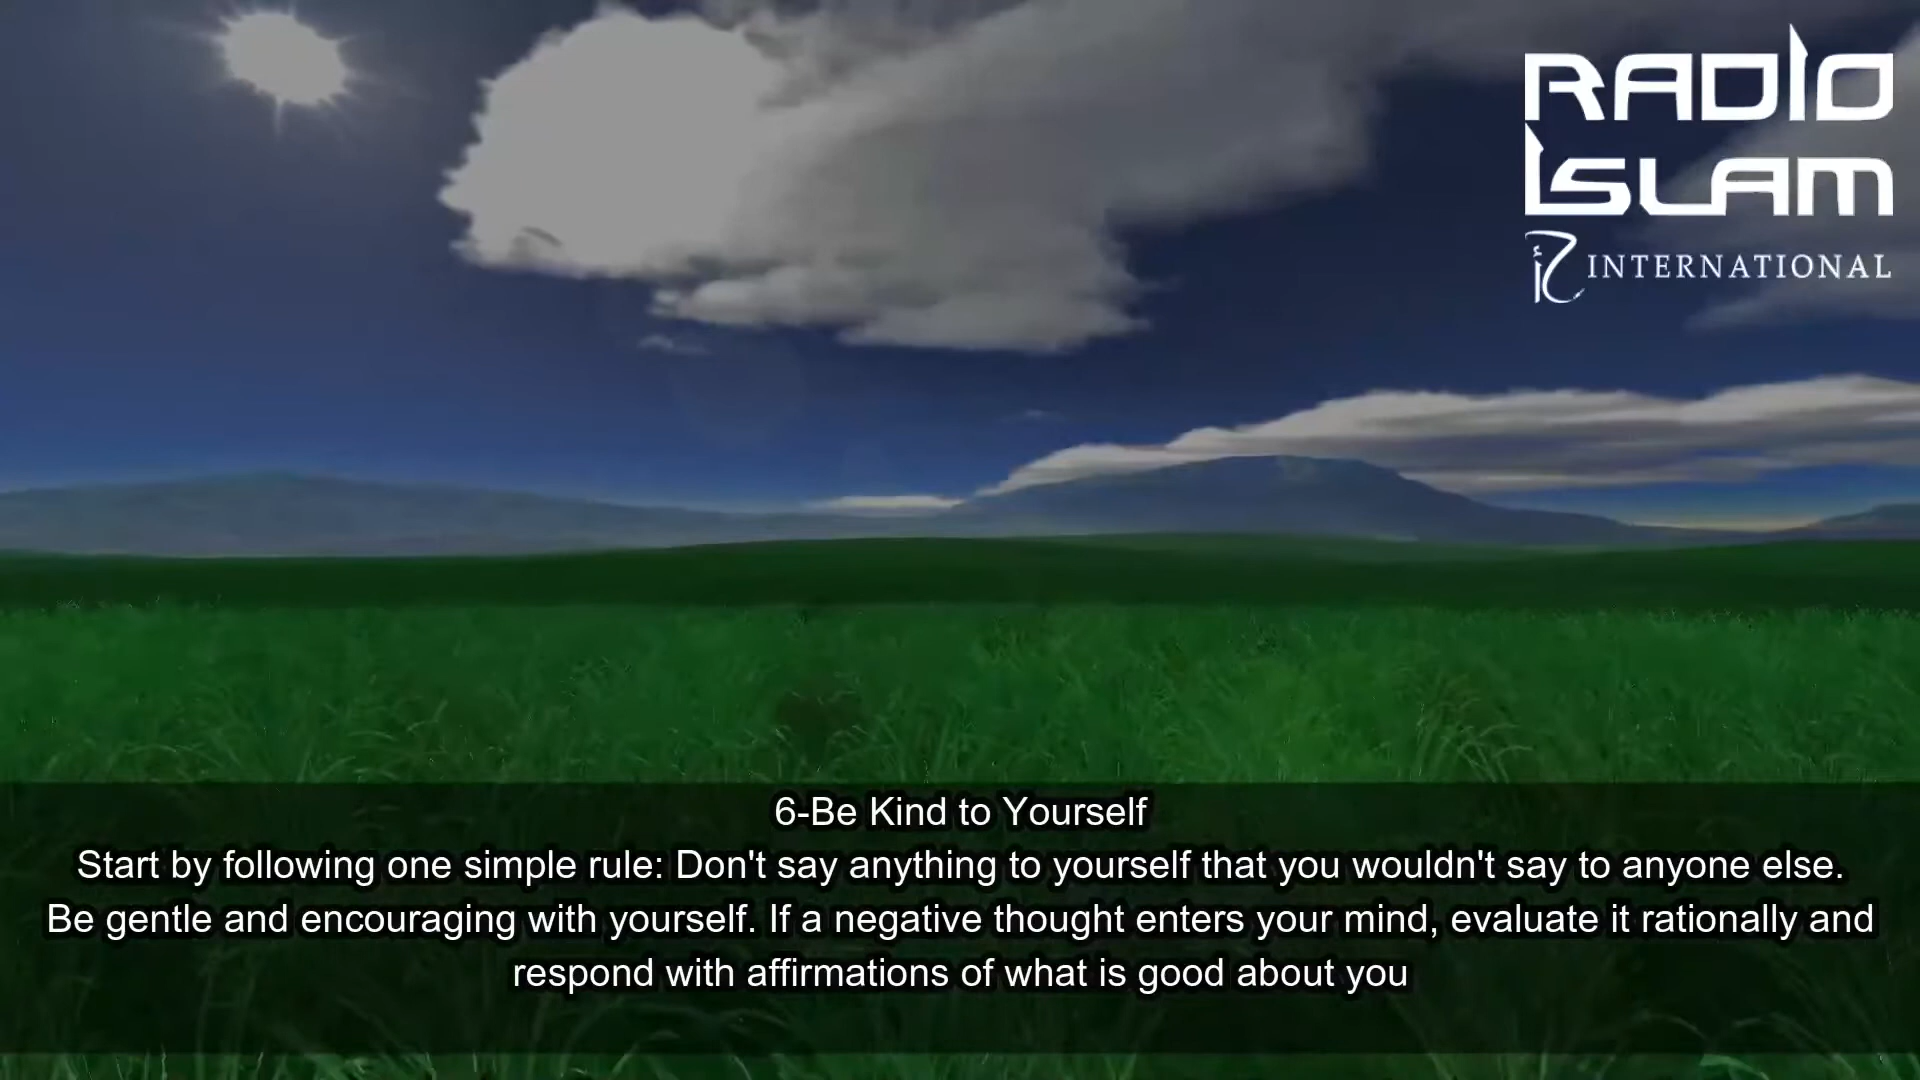 RADIO
ISLAM
INTERNATIONAL
6-Be Kind to Yourself
Start by following one simple rule: Don't say anything to yourself that you wouldn't say to anyone else.
Be gentle and encouraging with yourself. If a negative thought enters your mind, evaluate it rationally and
respond with affirmations of what is good about you